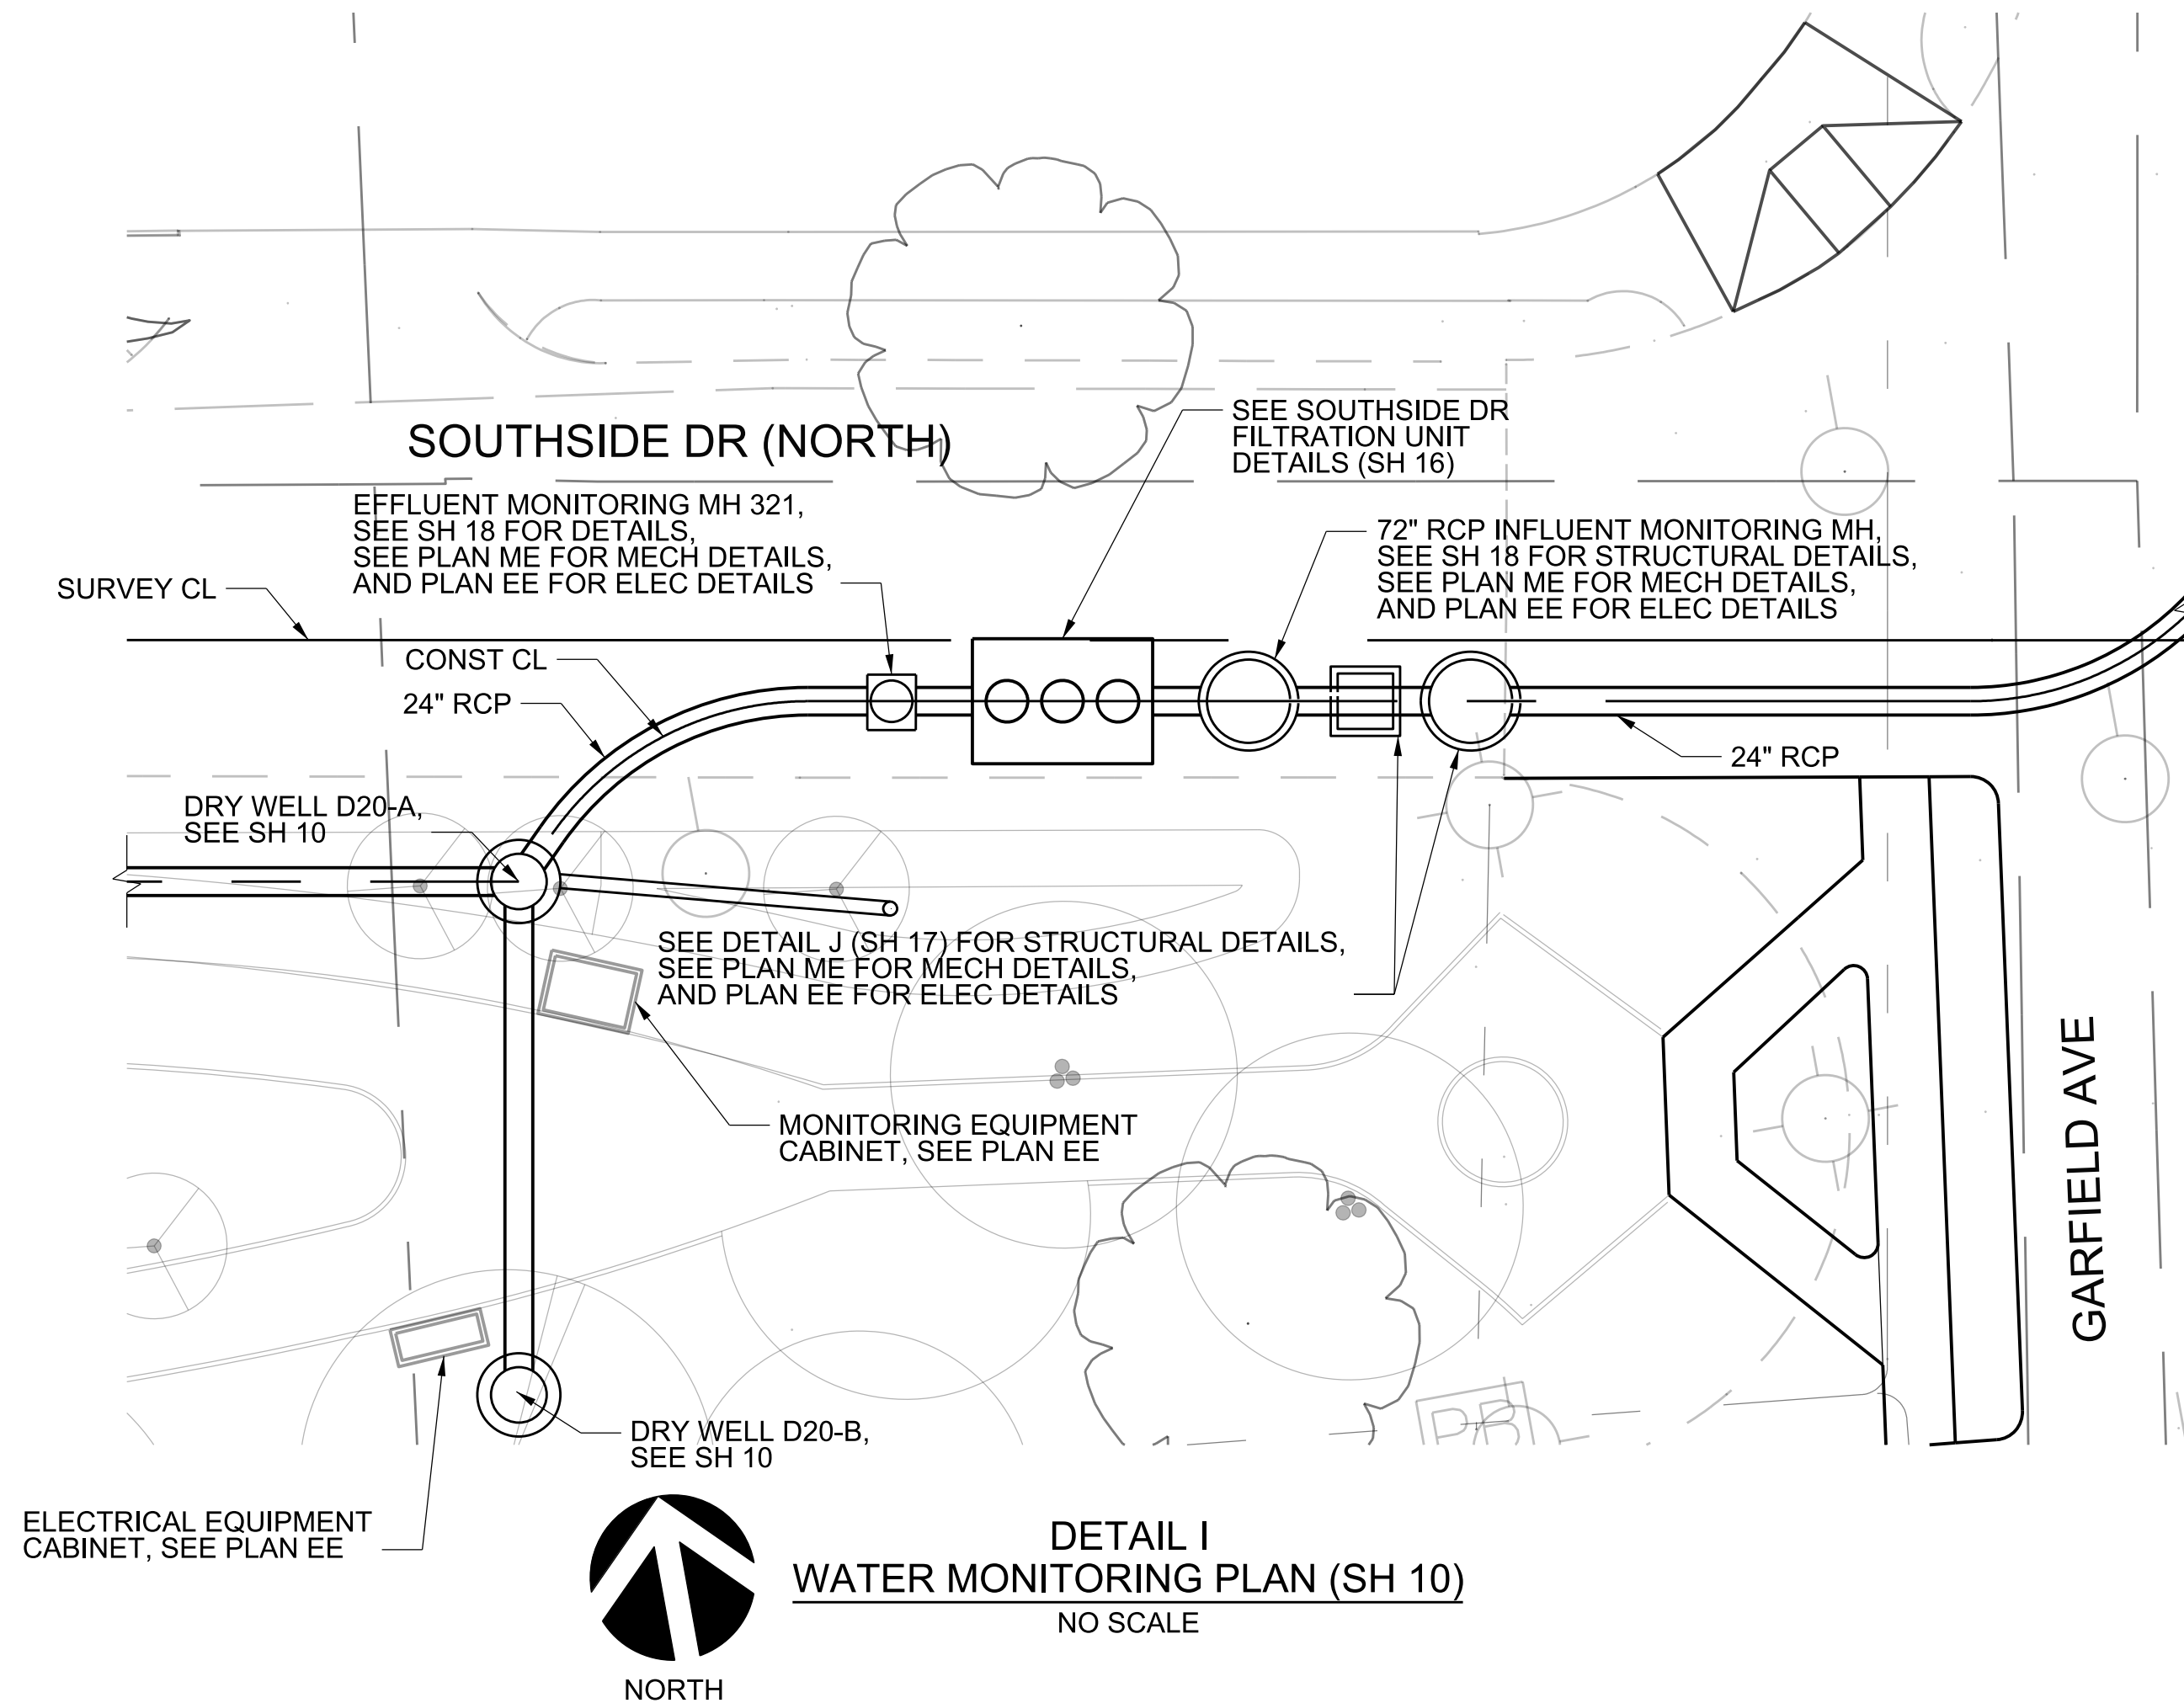 SOUTHSIDE DR (NORTH)
SEE SOUTHSIDE DR
FILTRATION UNIT
DETAILS (SH 16)
EFFLUENT MONITORING MH 321,
SEE SH 18 FOR DETAILS,
SEE PLAN ME FOR MECH DETAILS,
AND PLAN EE FOR ELEC DETAILS
72" RCP INFLUENT MONITORING MH,
SEE SH 18 FOR STRUCTURAL DETAILS,
SEE PLAN ME FOR MECH DETAILS,
AND PLAN EE FOR ELEC DETAILS
SURVEY CL
CONST CL
24" RCP
24" RCP
DRY WELL D20-A,
SEE SH 10
SEE DETAIL J (SH 17) FOR STRUCTURAL DETAILS,
SEE PLAN ME FOR MECH DETAILS,
AND PLAN EE FOR ELEC DETAILS
MONITORING EQUIPMENT
CABINET, SEE PLAN EE
GARFIELD AVE
DRY WELL D20-B,
SEE SH 10
ELECTRICAL EQUIPMENT
CABINET, SEE PLAN EE
DETAIL I
WATER MONITORING PLAN (SH 10)
NO SCALE
NORTH